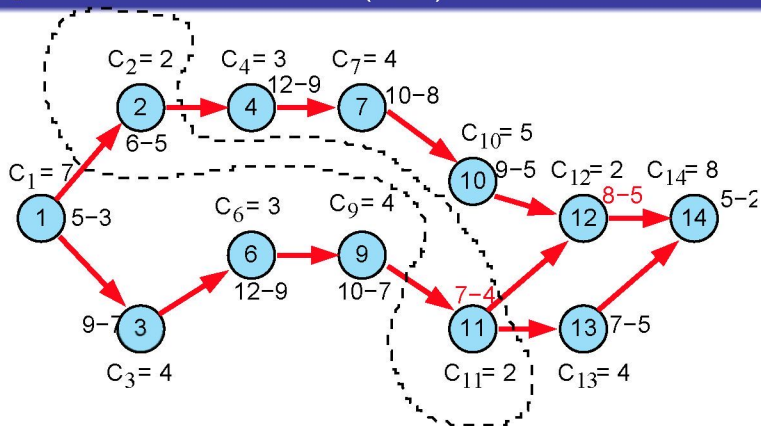 C2 = 2
C4 = 3
C7 = 4
12−9
10−8
2
4
7
6−5
C10 = 5
C1 = 7
10
9−5
C12 = 2
C14 = 8
C6 = 3
C9 = 4
8−5
5−2
1
5−3
12
14
6
9
12−9
10−7
7−4
9−7
3
11
13
7−5
C3 = 4
C11 = 2
C13 = 4